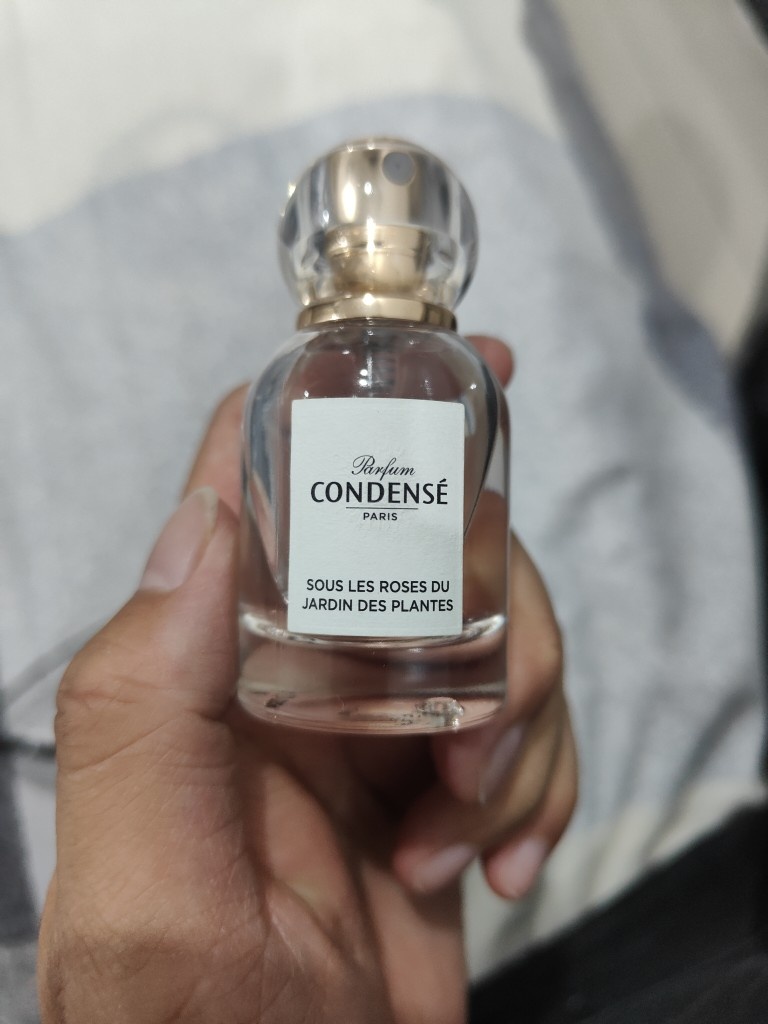 Parfum
CONDENSÉ
PARIS
SOUS LES ROSES DU
JARDIN DES PLANTES